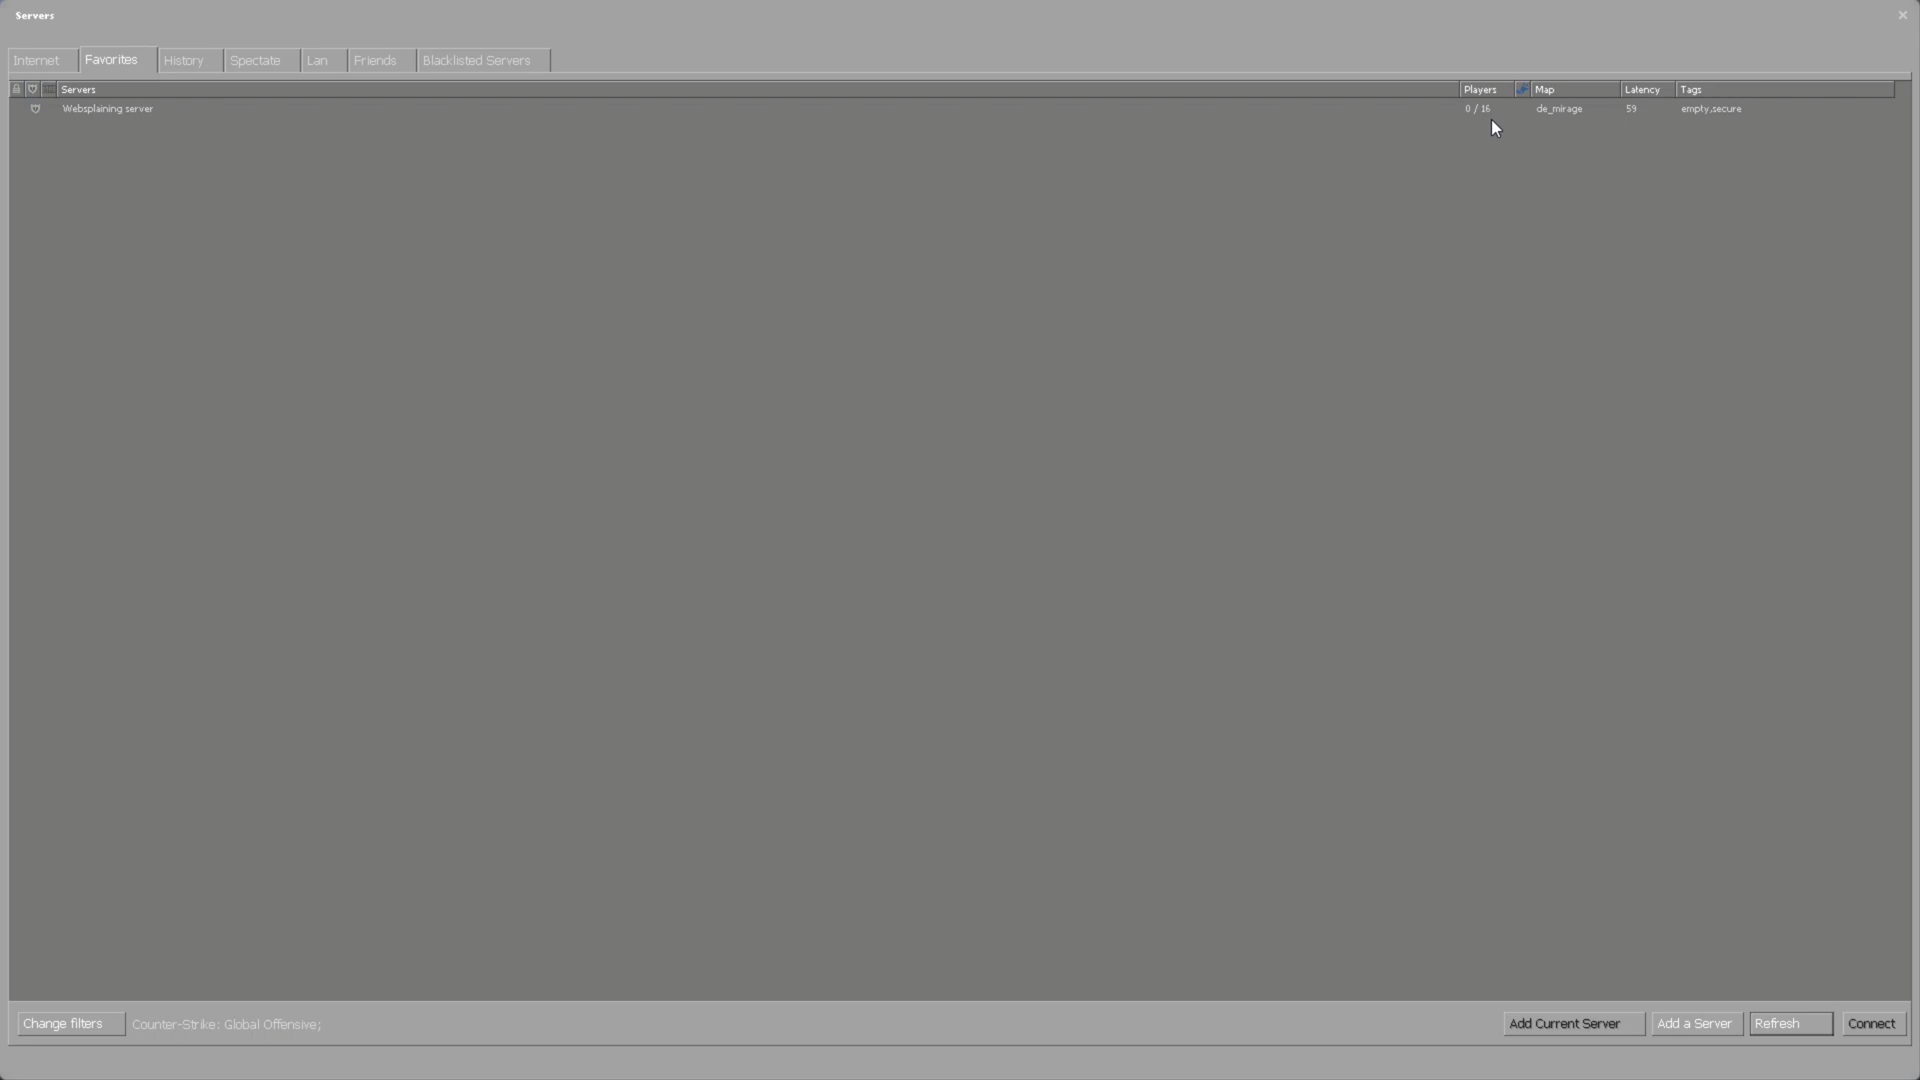 Servers
Internet Favorites History Spectate Lan Friends Blacklisted Servers
Servers Players Map Latency Tags
Websplaining server 0 / 16 de_mirage 59 empty,secure
Change filters Counter-Strike: Global Offensive; Add Current Server Add a Server Refresh Connect